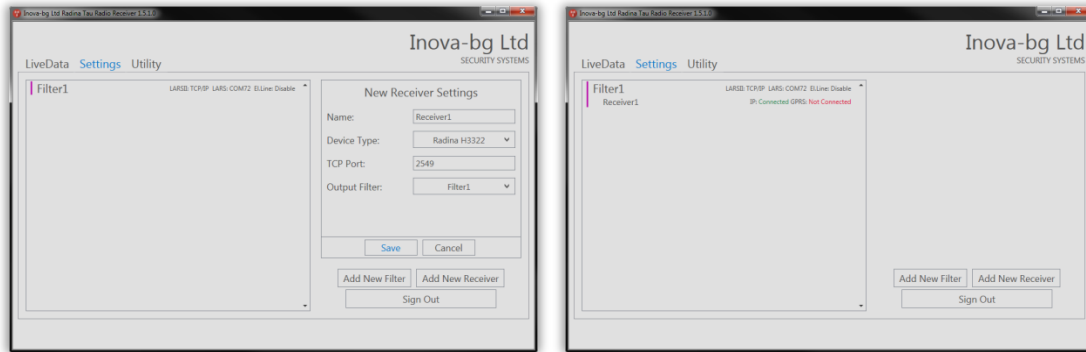 Inova-bg Ltd Radina Tau Radio Receiver 1.5.1.0
Inova-bg Ltd
SECURITY SYSTEMS
LiveData Settings Utility
Filter1 LARSII: TCP/IP LARS: COM72 El.Line: Disable
New Receiver Settings
Name: Receiver1
Device Type: Radina H3322
TCP Port: 2549
Output Filter: Filter1
Save Cancel
Add New Filter Add New Receiver
Sign Out
Inova-bg Ltd Radina Tau Radio Receiver 1.5.1.0
Inova-bg Ltd
SECURITY SYSTEMS
LiveData Settings Utility
Filter1 LARSII: TCP/IP LARS: COM72 El.Line: Disable
Receiver1 IP: Connected GPRS: Not Connected
Add New Filter Add New Receiver
Sign Out